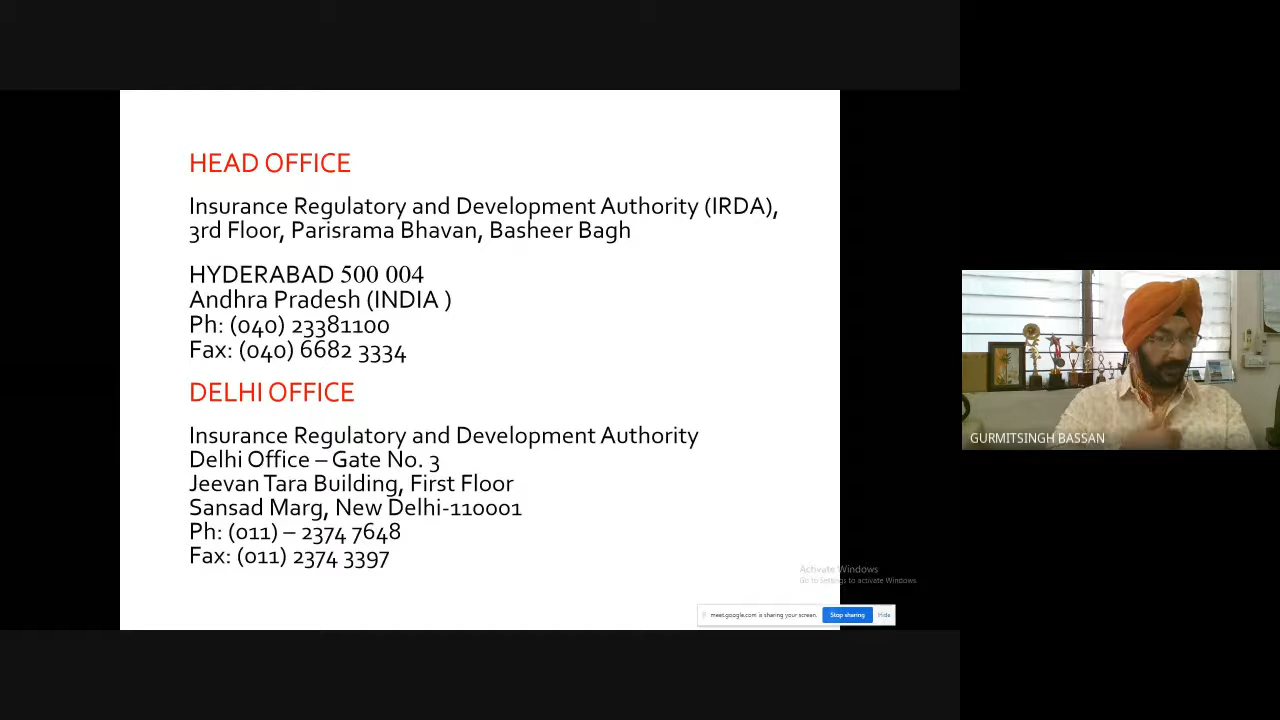 HEAD OFFICE
Insurance Regulatory and Development Authority (IRDA),
3rd Floor, Parisrama Bhavan, Basheer Bagh
HYDERABAD 500 004
Andhra Pradesh (INDIA )
Ph: (040) 23381100
Fax: (040) 6682 3334
DELHI OFFICE
Insurance Regulatory and Development Authority
Delhi Office – Gate No. 3
Jeevan Tara Building, First Floor
Sansad Marg, New Delhi-110001
Ph: (011) – 2374 7648
Fax: (011) 2374 3397
Activate Windows
Go to Settings to activate Windows.
meet.google.com is sharing your screen.
Stop sharing
Hide
GURMITSINGH BASSAN